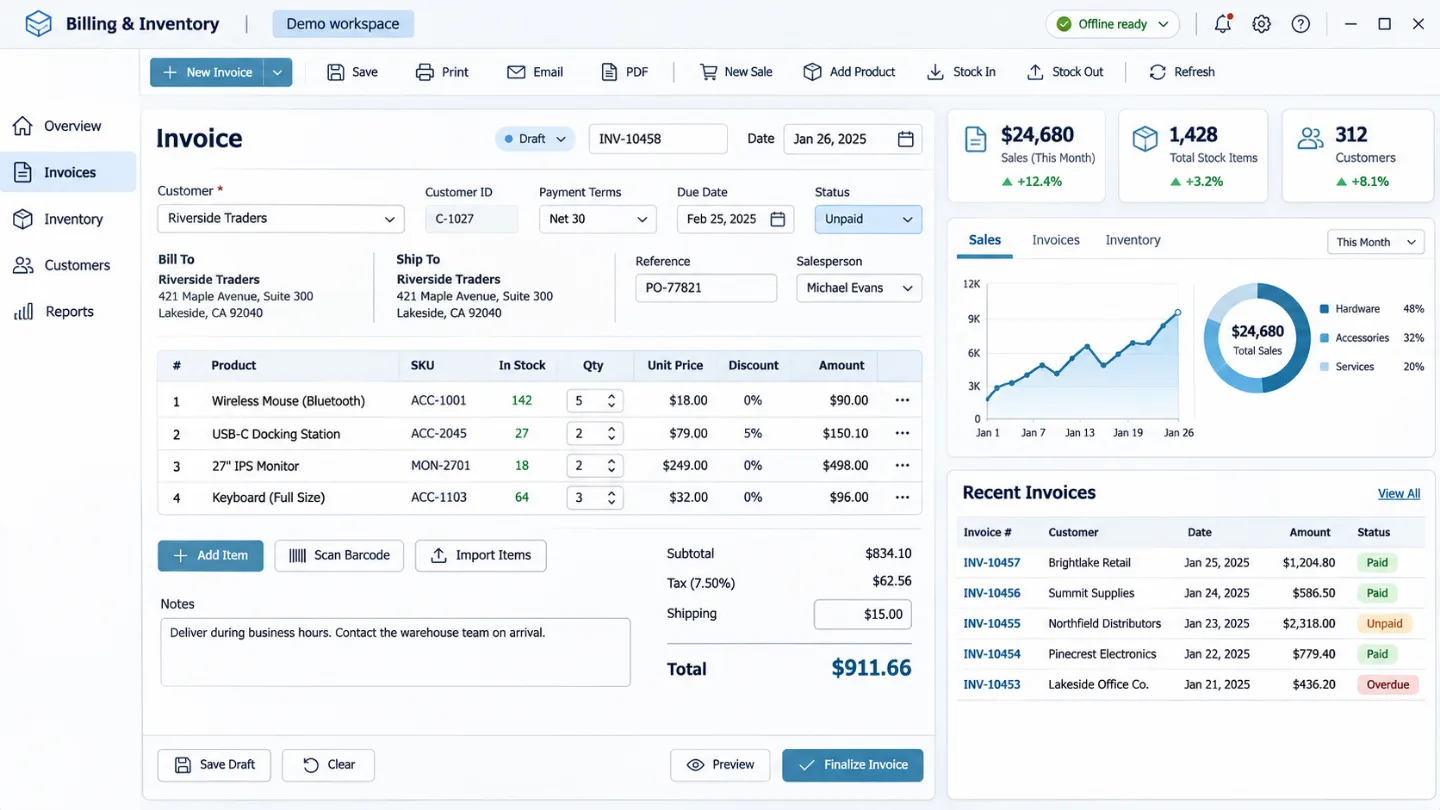 Billing & Inventory | Demo workspace
Offline ready
New Invoice Save Print Email PDF New Sale Add Product Stock In Stock Out Refresh
Overview
Invoices
Inventory
Customers
Reports
Invoice
Draft INV-10458 Date Jan 26, 2025
Customer * Customer ID Payment Terms Due Date Status
Riverside Traders C-1027 Net 30 Feb 25, 2025 Unpaid
Bill To
Riverside Traders
421 Maple Avenue, Suite 300
Lakeside, CA 92040
Ship To
Riverside Traders
421 Maple Avenue, Suite 300
Lakeside, CA 92040
Reference Salesperson
PO-77821 Michael Evans
# Product SKU In Stock Qty Unit Price Discount Amount
1 Wireless Mouse (Bluetooth) ACC-1001 142 5 $18.00 0% $90.00
2 USB-C Docking Station ACC-2045 27 2 $79.00 5% $150.10
3 27" IPS Monitor MON-2701 18 2 $249.00 0% $498.00
4 Keyboard (Full Size) ACC-1103 64 3 $32.00 0% $96.00
Add Item Scan Barcode Import Items
Notes
Deliver during business hours. Contact the warehouse team on arrival.
Subtotal $834.10
Tax (7.50%) $62.56
Shipping $15.00
Total $911.66
Save Draft Clear Preview Finalize Invoice
$24,680
Sales (This Month)
+12.4%
1,428
Total Stock Items
+3.2%
312
Customers
+8.1%
Sales Invoices Inventory This Month
12K
9K
6K
3K
0
Jan 1 Jan 7 Jan 13 Jan 19 Jan 26
$24,680
Total Sales
Hardware 48%
Accessories 32%
Services 20%
Recent Invoices View All
Invoice # Customer Date Amount Status
INV-10457 Brightlake Retail Jan 25, 2025 $1,204.80 Paid
INV-10456 Summit Supplies Jan 24, 2025 $586.50 Paid
INV-10455 Northfield Distributors Jan 23, 2025 $2,318.00 Unpaid
INV-10454 Pinecrest Electronics Jan 22, 2025 $779.40 Paid
INV-10453 Lakeside Office Co. Jan 21, 2025 $436.20 Overdue